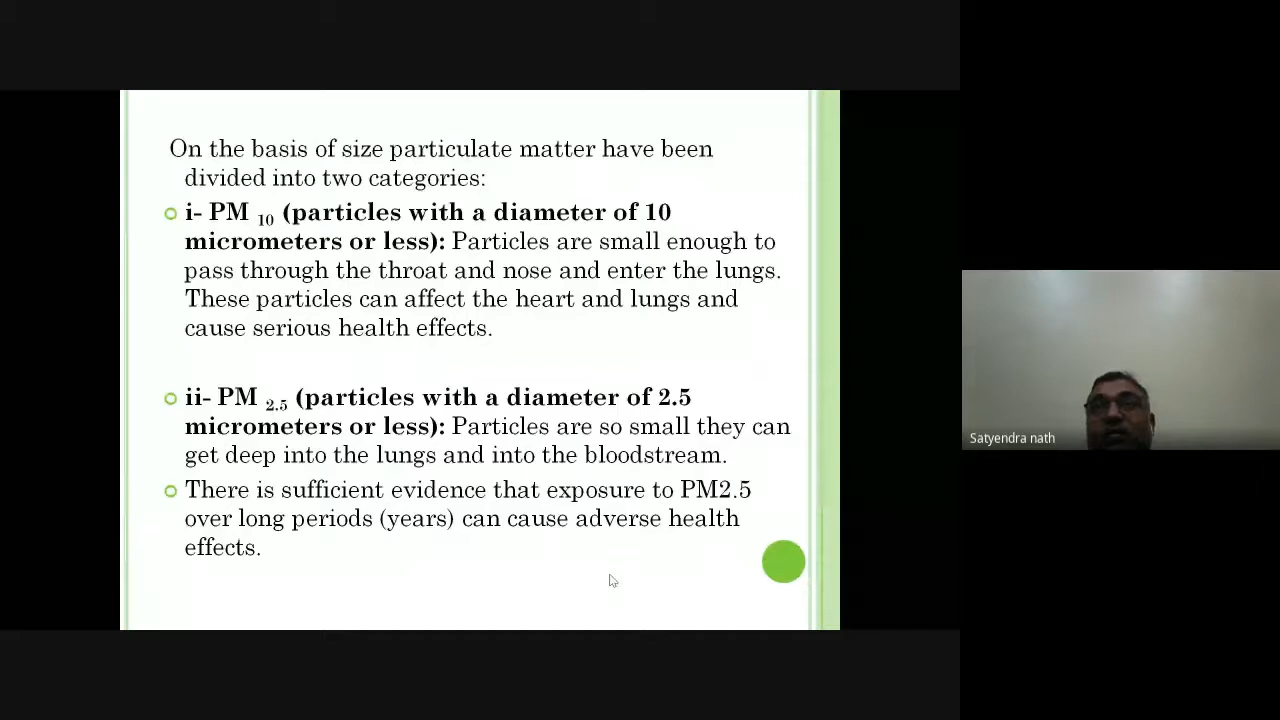 On the basis of size particulate matter have been
divided into two categories:
i- PM 10 (particles with a diameter of 10
micrometers or less): Particles are small enough to
pass through the throat and nose and enter the lungs.
These particles can affect the heart and lungs and
cause serious health effects.
ii- PM 2.5 (particles with a diameter of 2.5
micrometers or less): Particles are so small they can
get deep into the lungs and into the bloodstream.
There is sufficient evidence that exposure to PM2.5
over long periods (years) can cause adverse health
effects.
Satyendra nath